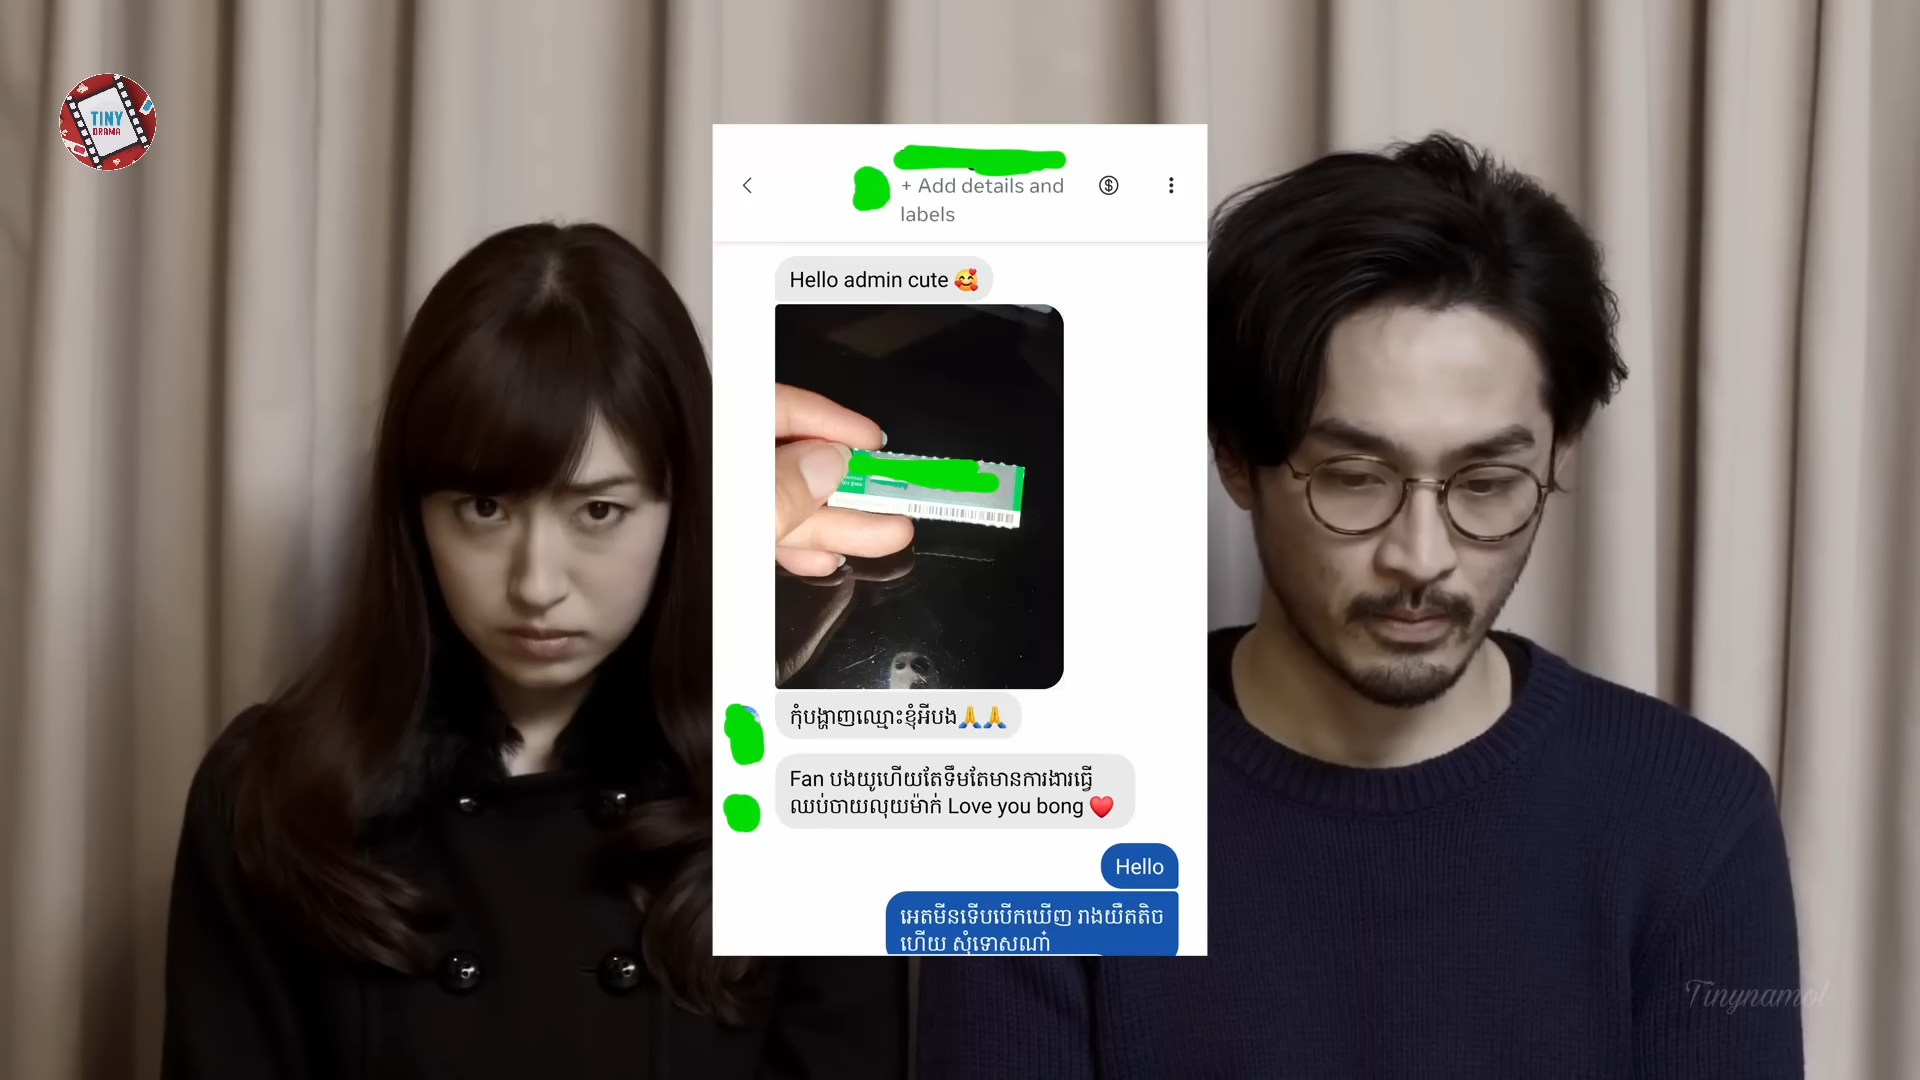 TINY
DRAMA
+ Add details and
labels
Hello admin cute 🥰
កុំបង្ហាញឈ្មោះខ្ញុំអីបង🙏🙏
Fan បងយូហើយតែទឹមតែមានការងារធ្វើ
ឈប់ចាយលុយម៉ាក់ Love you bong ❤️
Hello
អេតមីនទើបបើកឃើញ រាងយឺតតិច
ហើយ សុំទោសណា៎
Tinynamol